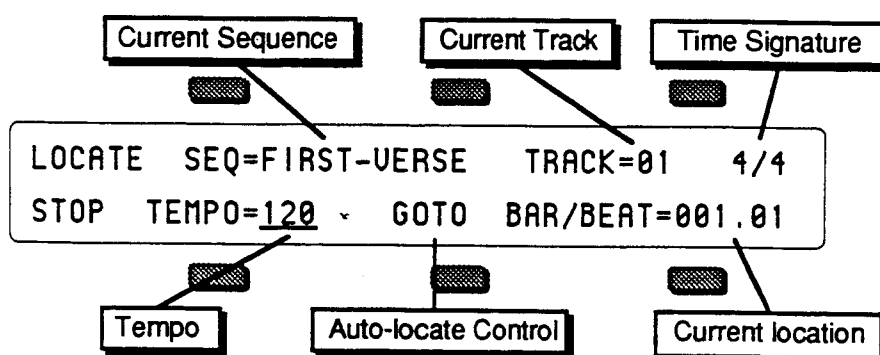 Current Sequence Current Track Time Signature
LOCATE SEQ=FIRST-VERSE TRACK=01 4/4
STOP TEMPO=120 GOTO BAR/BEAT=001.01
Tempo Auto-locate Control Current location